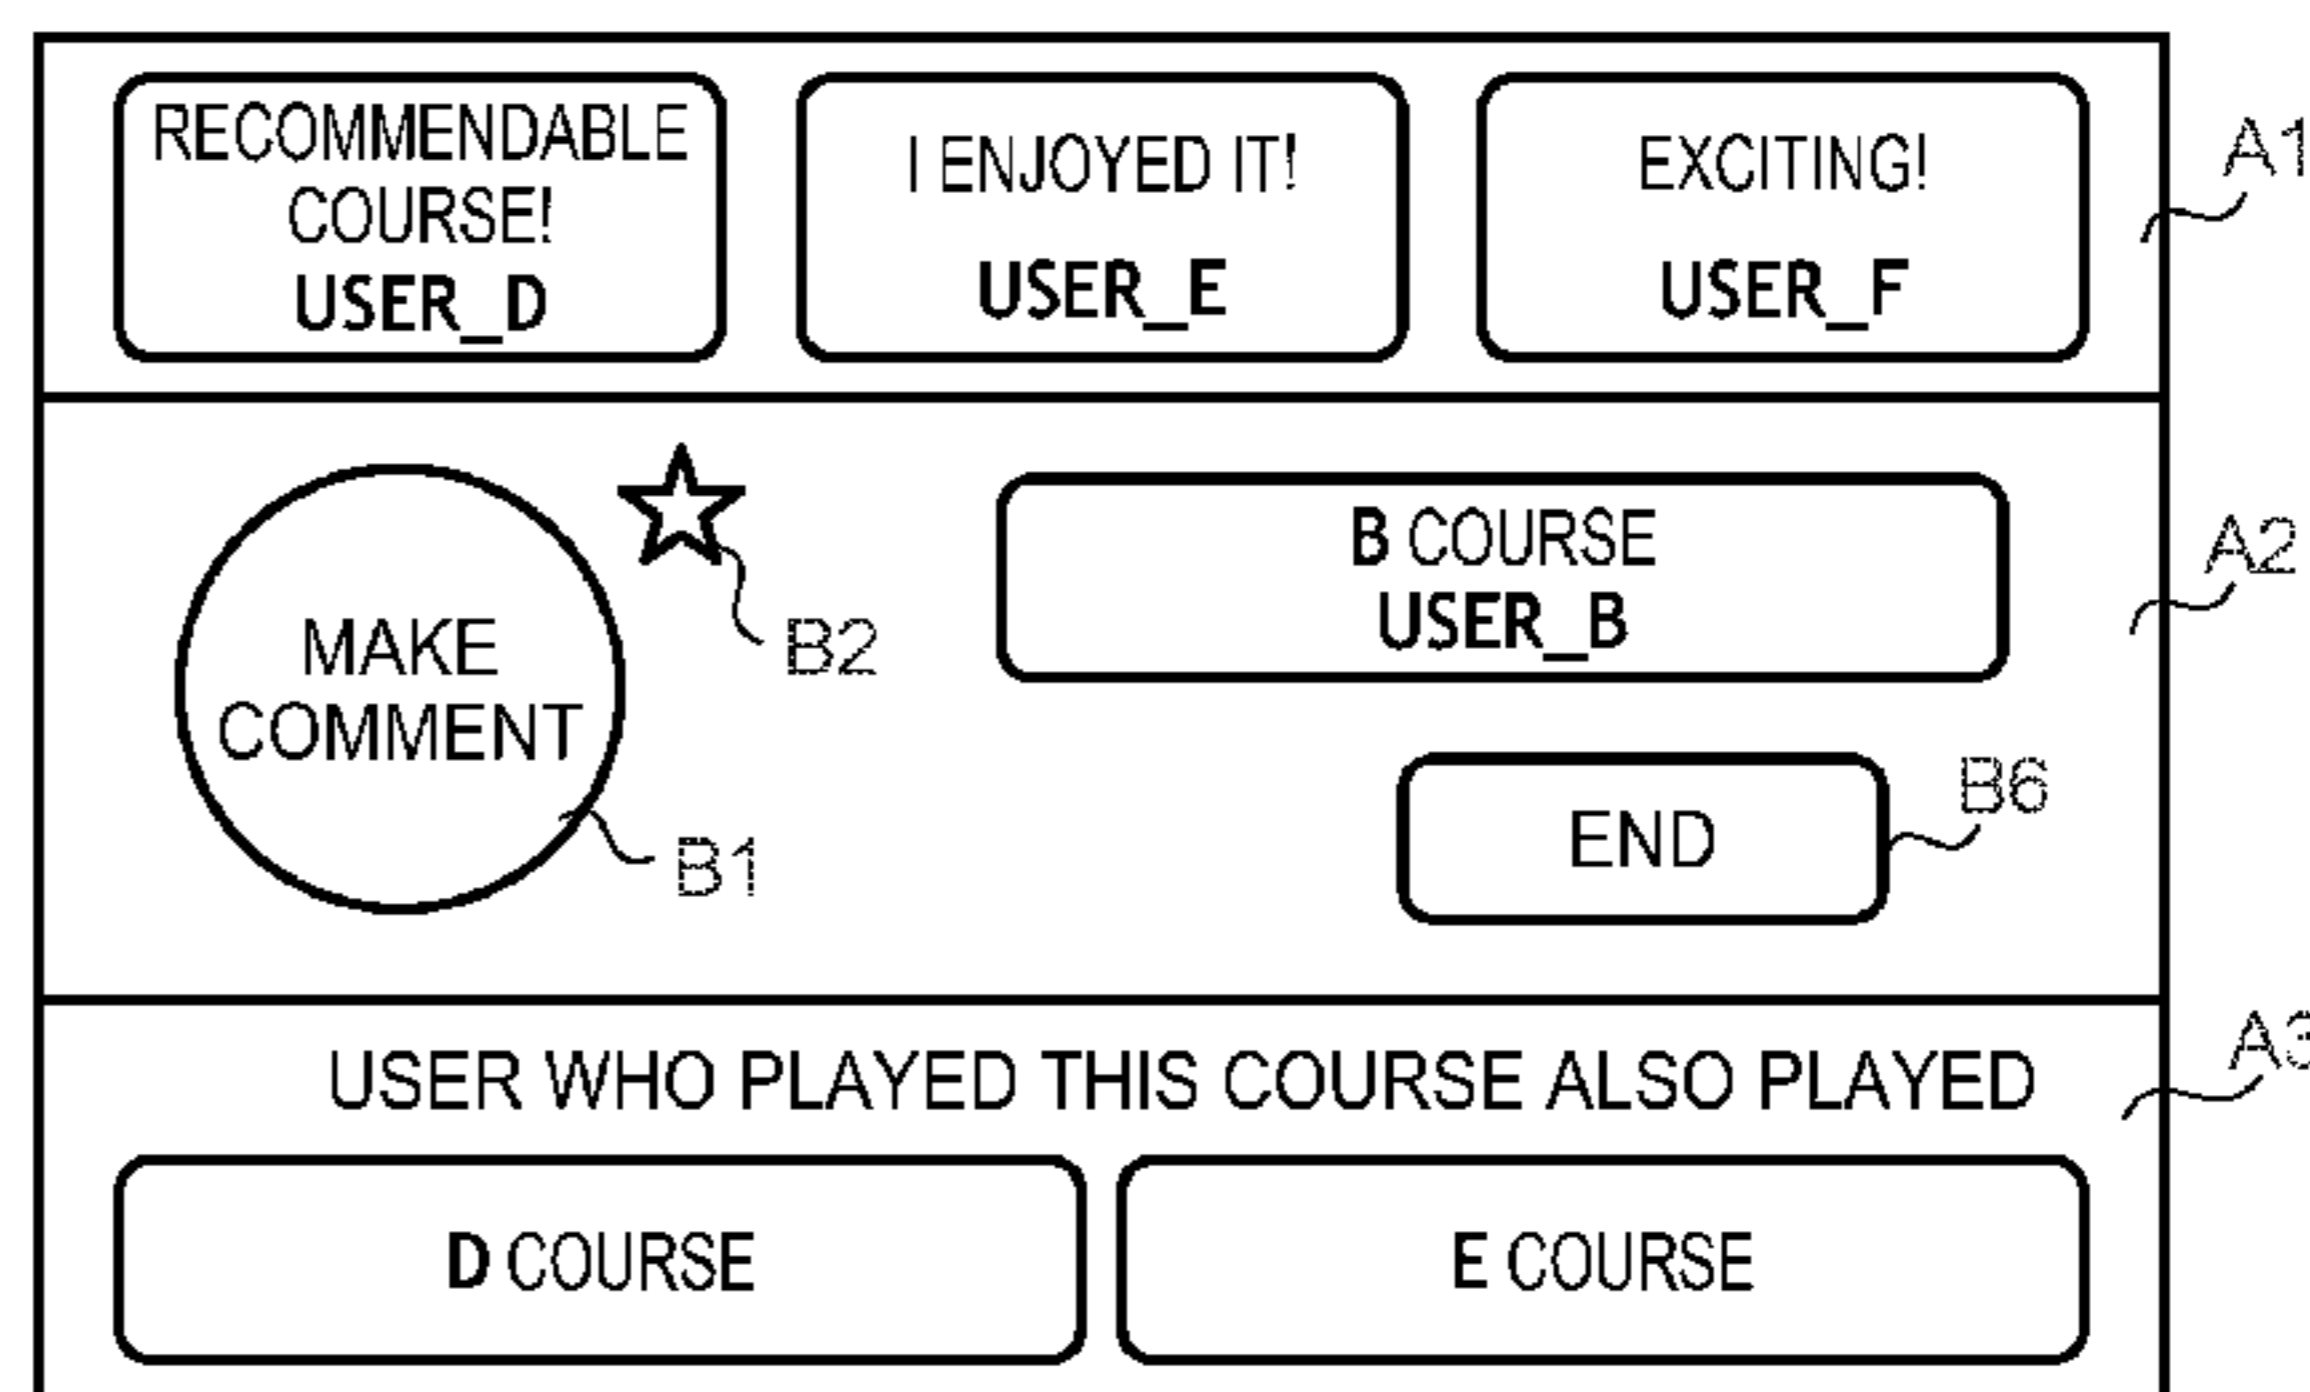 RECOMMENDABLE
COURSE!
USER_D
I ENJOYED IT!
USER_E
EXCITING!
USER_F
A1
MAKE
COMMENT
B1
B2
B COURSE
USER_B
A2
END
B6
USER WHO PLAYED THIS COURSE ALSO PLAYED
A3
D COURSE
E COURSE